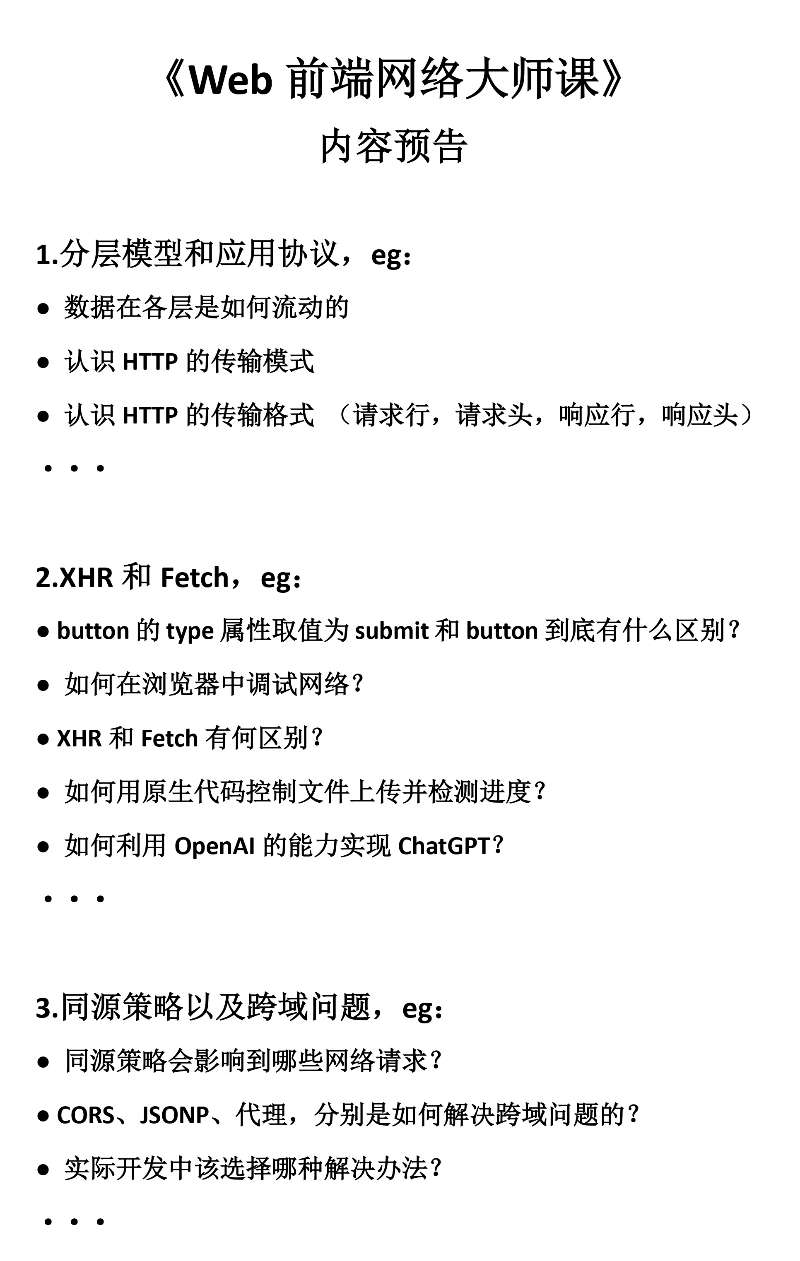 《Web 前端网络大师课》
内容预告
1.分层模型和应用协议，eg：
● 数据在各层是如何流动的
● 认识 HTTP 的传输模式
● 认识 HTTP 的传输格式 （请求行，请求头，响应行，响应头）
···
2.XHR 和 Fetch，eg：
● button 的 type 属性取值为 submit 和 button 到底有什么区别？
● 如何在浏览器中调试网络？
● XHR 和 Fetch 有何区别？
● 如何用原生代码控制文件上传并检测进度？
● 如何利用 OpenAI 的能力实现 ChatGPT？
···
3.同源策略以及跨域问题，eg：
● 同源策略会影响到哪些网络请求？
● CORS、JSONP、代理，分别是如何解决跨域问题的？
● 实际开发中该选择哪种解决办法？
···